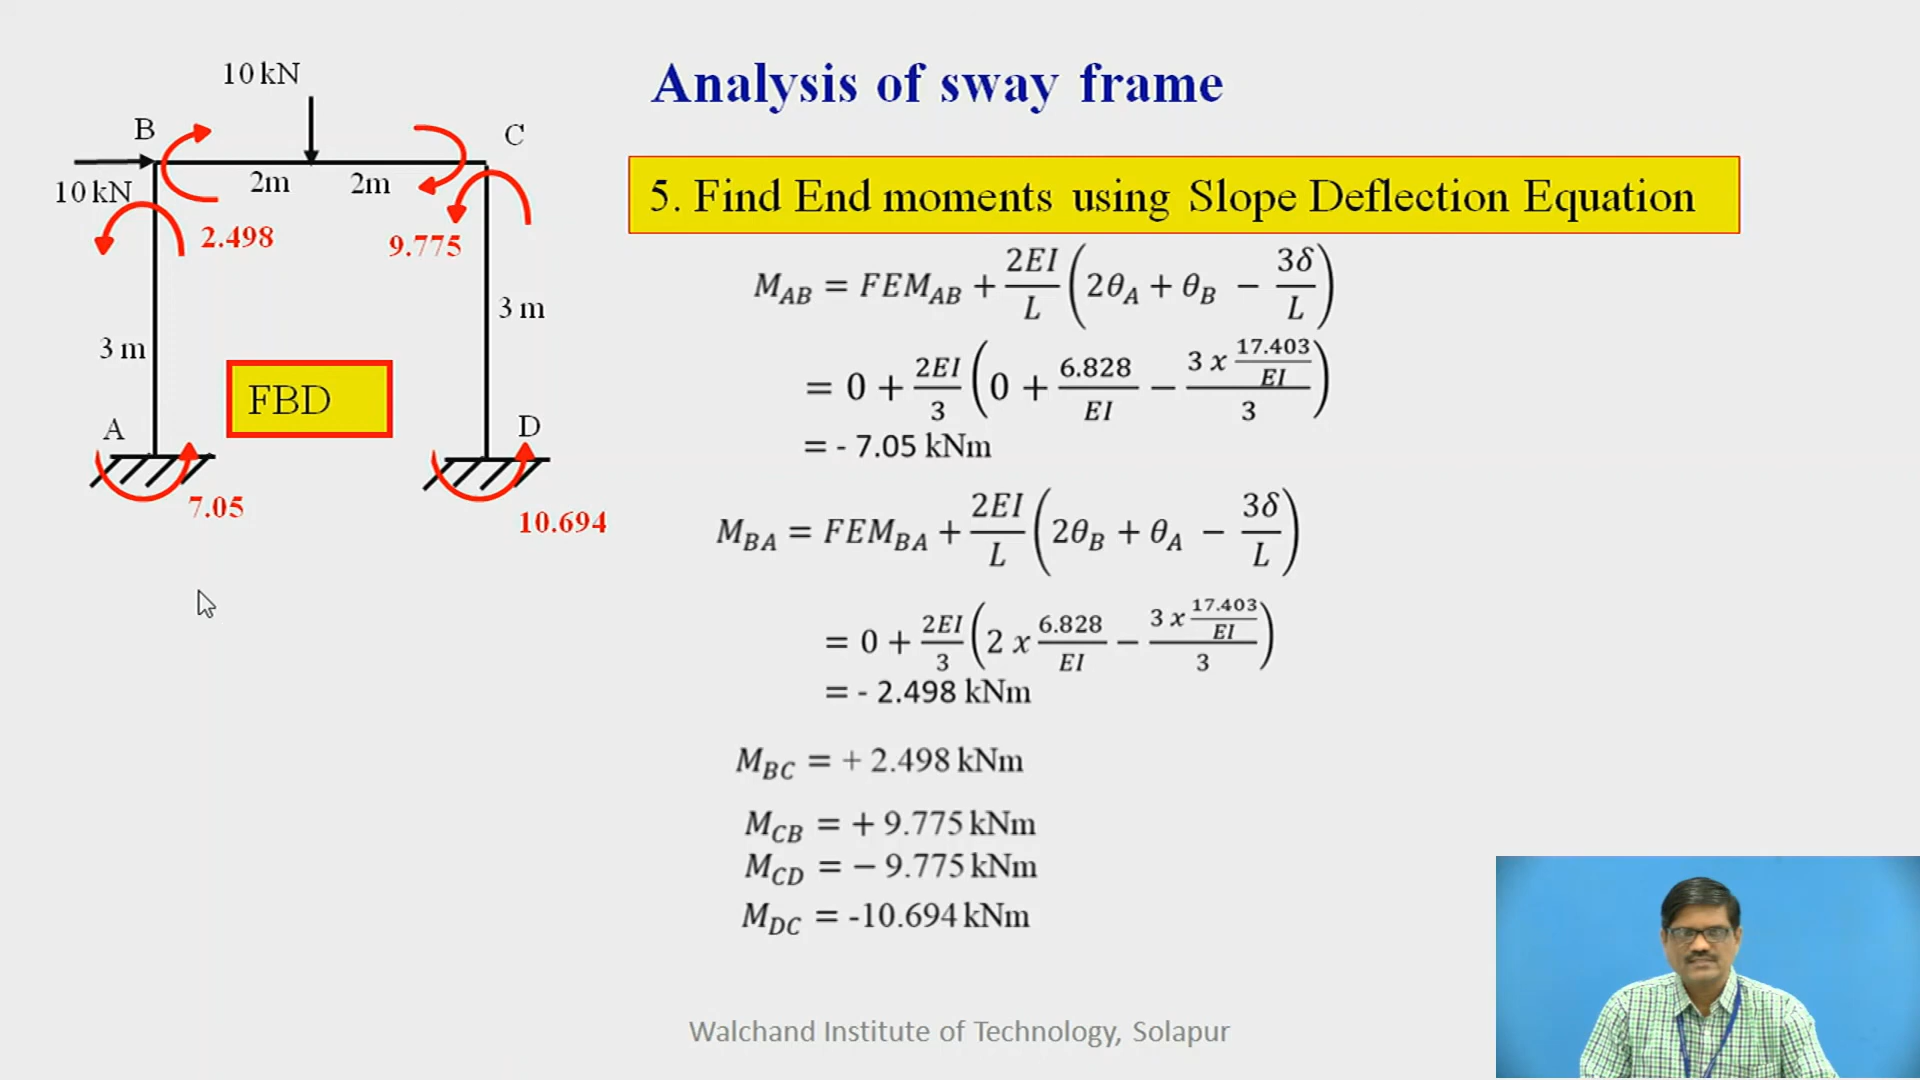 Analysis of sway frame
5. Find End moments using Slope Deflection Equation
10 kN
B
C
10 kN
2m
2m
2.498
9.775
3 m
3 m
FBD
A
D
7.05
10.694
M_AB = FEM_AB + 2EI/L (2θ_A + θ_B − 3δ/L)
= 0 + 2EI/3 (0 + 6.828/EI − 3 x 17.403/EI / 3)
= - 7.05 kNm
M_BA = FEM_BA + 2EI/L (2θ_B + θ_A − 3δ/L)
= 0 + 2EI/3 (2 x 6.828/EI − 3 x 17.403/EI / 3)
= - 2.498 kNm
M_BC = + 2.498 kNm
M_CB = + 9.775 kNm
M_CD = − 9.775 kNm
M_DC = -10.694 kNm
Walchand Institute of Technology, Solapur